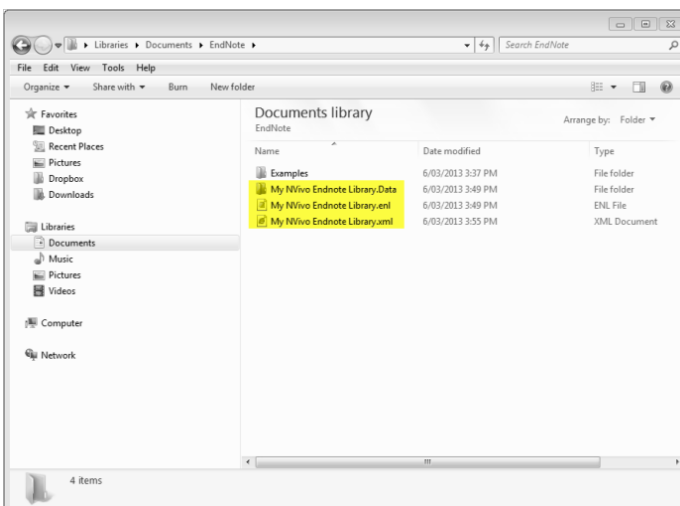 Libraries ▸ Documents ▸ EndNote ▸ Search EndNote
File Edit View Tools Help
Organize ▾ Share with ▾ Burn New folder
Favorites
Desktop
Recent Places
Pictures
Dropbox
Downloads
Libraries
Documents
Music
Pictures
Videos
Computer
Network
Documents library
EndNote
Arrange by: Folder ▾
Name Date modified Type
Examples 6/03/2013 3:37 PM File folder
My NVivo Endnote Library.Data 6/03/2013 3:49 PM File folder
My NVivo Endnote Library.enl 6/03/2013 3:49 PM ENL File
My NVivo Endnote Library.xml 6/03/2013 3:55 PM XML Document
4 items